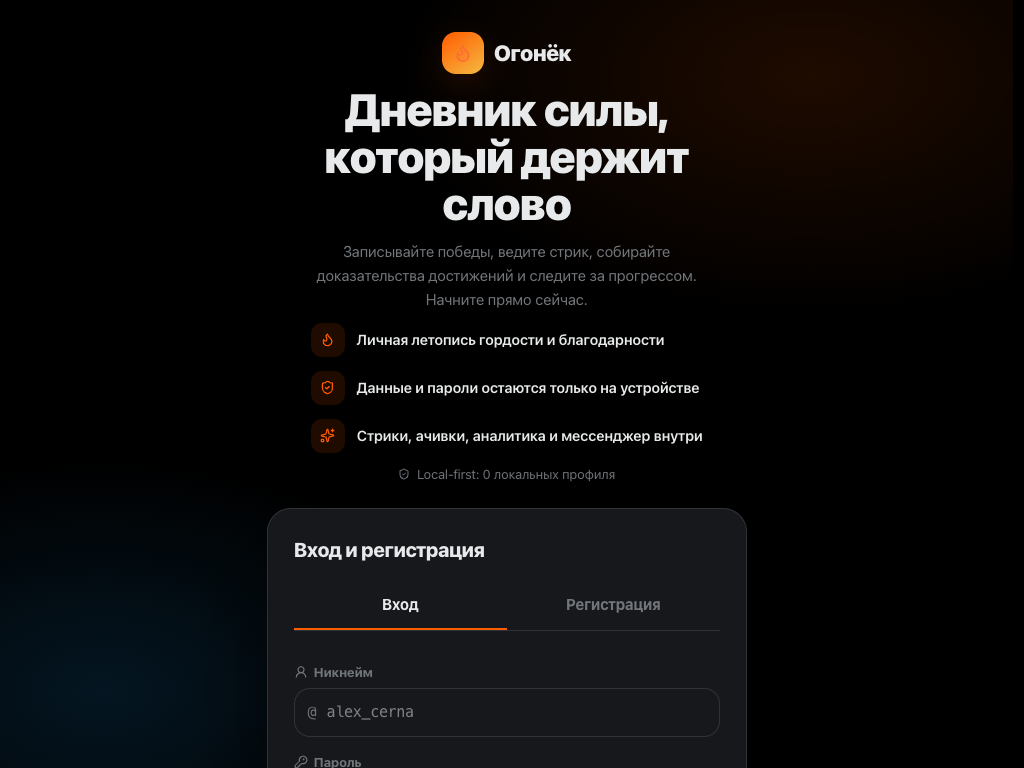 Огонёк
Дневник силы,
который держит
слово
Записывайте победы, ведите стрик, собирайте
доказательства достижений и следите за прогрессом.
Начните прямо сейчас.
Личная летопись гордости и благодарности
Данные и пароли остаются только на устройстве
Стрики, ачивки, аналитика и мессенджер внутри
Local-first: 0 локальных профиля
Вход и регистрация
Вход
Регистрация
Никнейм
@ alex_cerna
Пароль